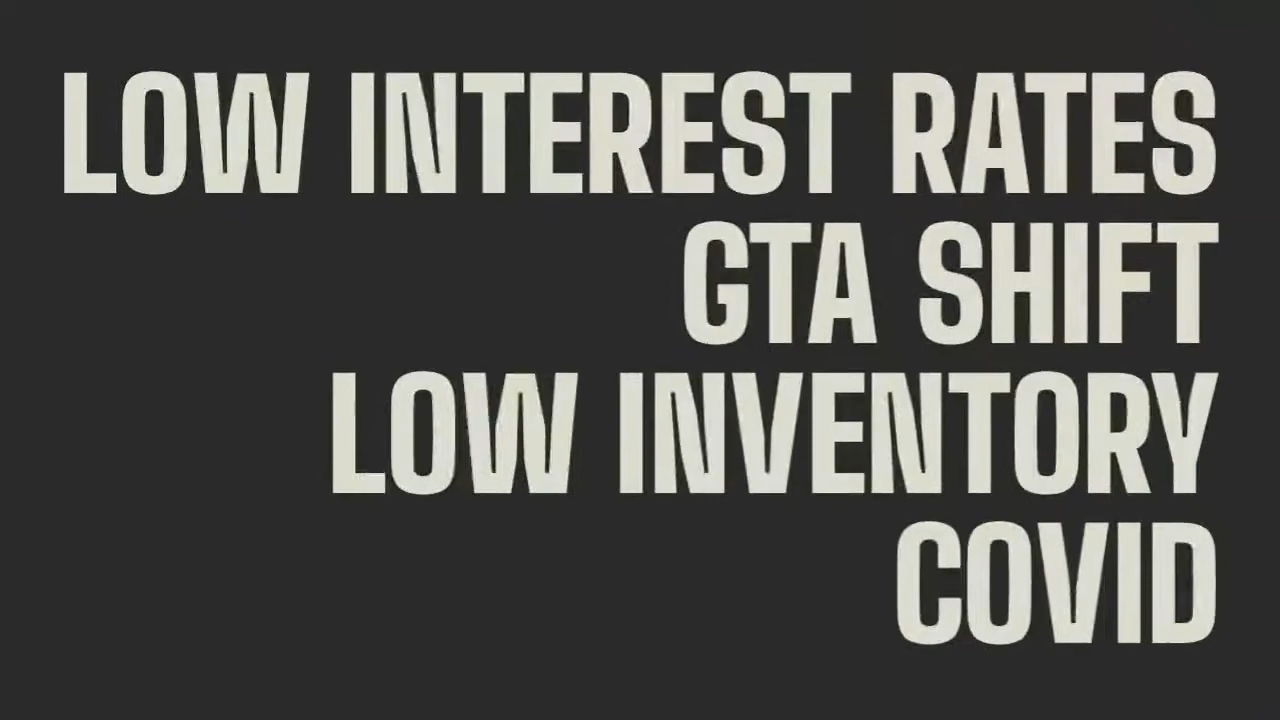 LOW INTEREST RATES
GTA SHIFT
LOW INVENTORY
COVID